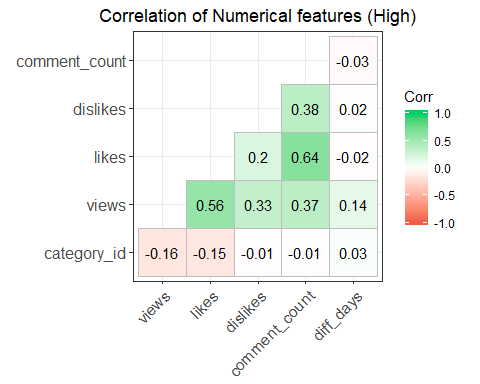 Correlation of Numerical features (High)
comment_count -0.03
dislikes 0.38 0.02
likes 0.2 0.64 -0.02
views 0.56 0.33 0.37 0.14
category_id -0.16 -0.15 -0.01 -0.01 0.03
views likes dislikes comment_count diff_days
Corr
1.0
0.5
0.0
-0.5
-1.0